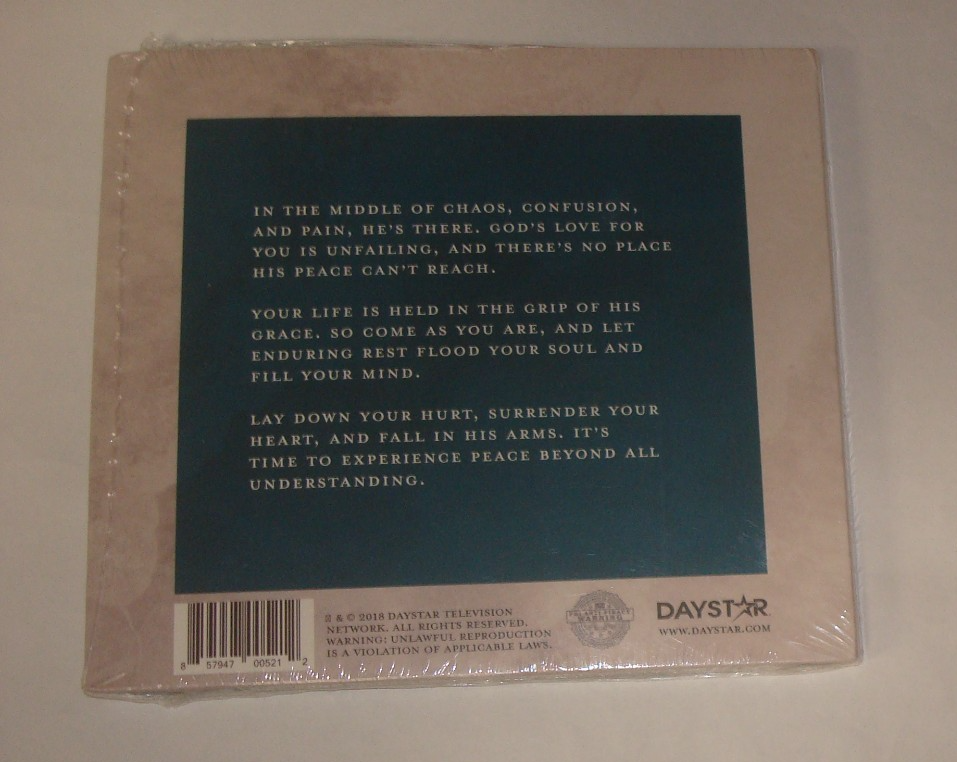 IN THE MIDDLE OF CHAOS, CONFUSION,
AND PAIN, HE'S THERE. GOD'S LOVE FOR
YOU IS UNFAILING, AND THERE'S NO PLACE
HIS PEACE CAN'T REACH.
YOUR LIFE IS HELD IN THE GRIP OF HIS
GRACE. SO COME AS YOU ARE, AND LET
ENDURING REST FLOOD YOUR SOUL AND
FILL YOUR MIND.
LAY DOWN YOUR HURT, SURRENDER YOUR
HEART, AND FALL IN HIS ARMS. IT'S
TIME TO EXPERIENCE PEACE BEYOND ALL
UNDERSTANDING.
8 57947 00521 2
℗ & © 2018 DAYSTAR TELEVISION
NETWORK. ALL RIGHTS RESERVED.
WARNING: UNLAWFUL REPRODUCTION
IS A VIOLATION OF APPLICABLE LAWS.
FBI ANTI-PIRACY
WARNING
DAYSTAR
WWW.DAYSTAR.COM